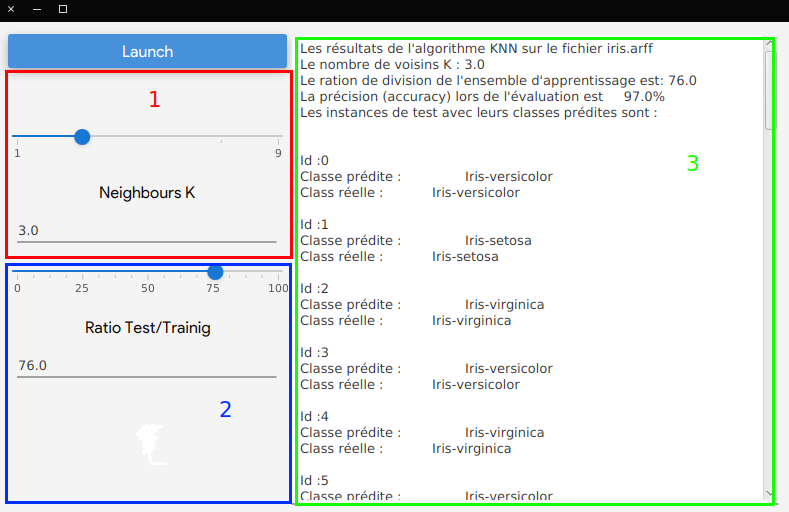 Launch
1
1 9
Neighbours K
3.0
0 25 50 75 100
Ratio Test/Trainig
76.0
2
Les résultats de l'algorithme KNN sur le fichier iris.arff
Le nombre de voisins K : 3.0
Le ration de division de l'ensemble d'apprentissage est: 76.0
La précision (accuracy) lors de l'évaluation est 97.0%
Les instances de test avec leurs classes prédites sont :
3
Id :0
Classe prédite : Iris-versicolor
Class réelle : Iris-versicolor
Id :1
Classe prédite : Iris-setosa
Class réelle : Iris-setosa
Id :2
Classe prédite : Iris-virginica
Class réelle : Iris-virginica
Id :3
Classe prédite : Iris-versicolor
Class réelle : Iris-versicolor
Id :4
Classe prédite : Iris-virginica
Class réelle : Iris-virginica
Id :5
Classe prédite : Iris-versicolor